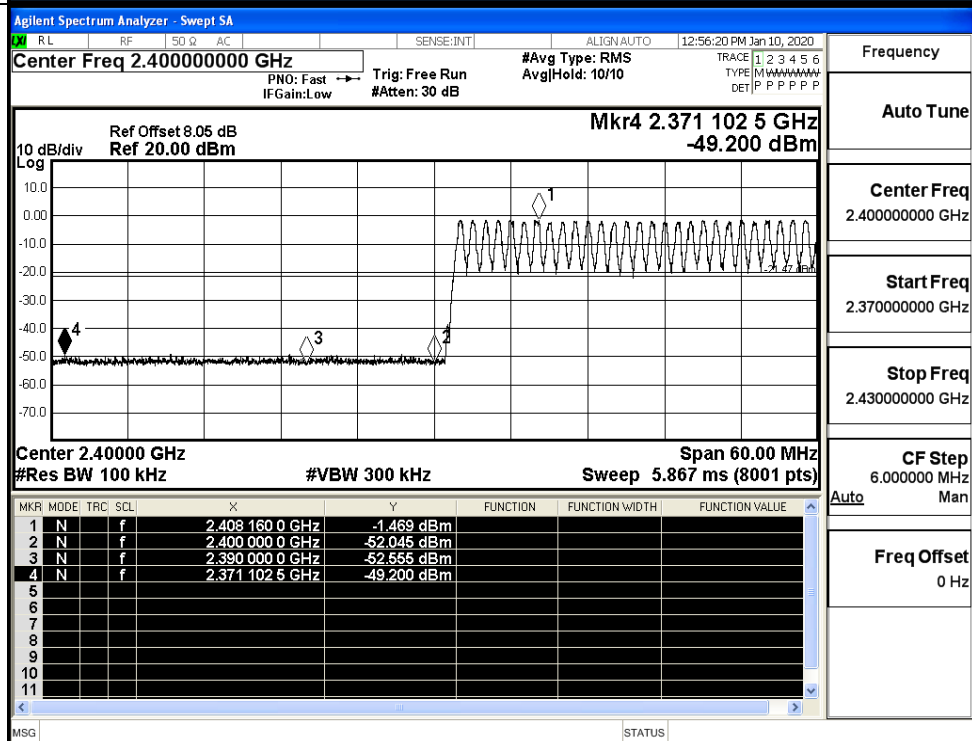 Agilent Spectrum Analyzer - Swept SA
LXI RL RF 50 Ω AC SENSE:INT ALIGN AUTO 12:56:20 PM Jan 10, 2020
Center Freq 2.400000000 GHz
PNO: Fast
IFGain:Low
Trig: Free Run
#Atten: 30 dB
#Avg Type: RMS
Avg|Hold: 10/10
TRACE 1 2 3 4 5 6
TYPE M W W W W W
DET P P P P P P
Mkr4 2.371 102 5 GHz
-49.200 dBm
Ref Offset 8.05 dB
10 dB/div Ref 20.00 dBm
Log
10.0
0.00
-10.0
-20.0
-30.0
-40.0
-50.0
-60.0
-70.0
1
-21.47 dBm
4
3
2
Center 2.40000 GHz Span 60.00 MHz
#Res BW 100 kHz #VBW 300 kHz Sweep 5.867 ms (8001 pts)
MKR MODE TRC SCL X Y FUNCTION FUNCTION WIDTH FUNCTION VALUE
1 N f 2.408 160 0 GHz -1.469 dBm
2 N f 2.400 000 0 GHz -52.045 dBm
3 N f 2.390 000 0 GHz -52.555 dBm
4 N f 2.371 102 5 GHz -49.200 dBm
5
6
7
8
9
10
11
MSG STATUS
Frequency
Auto Tune
Center Freq
2.400000000 GHz
Start Freq
2.370000000 GHz
Stop Freq
2.430000000 GHz
CF Step
6.000000 MHz
Auto Man
Freq Offset
0 Hz